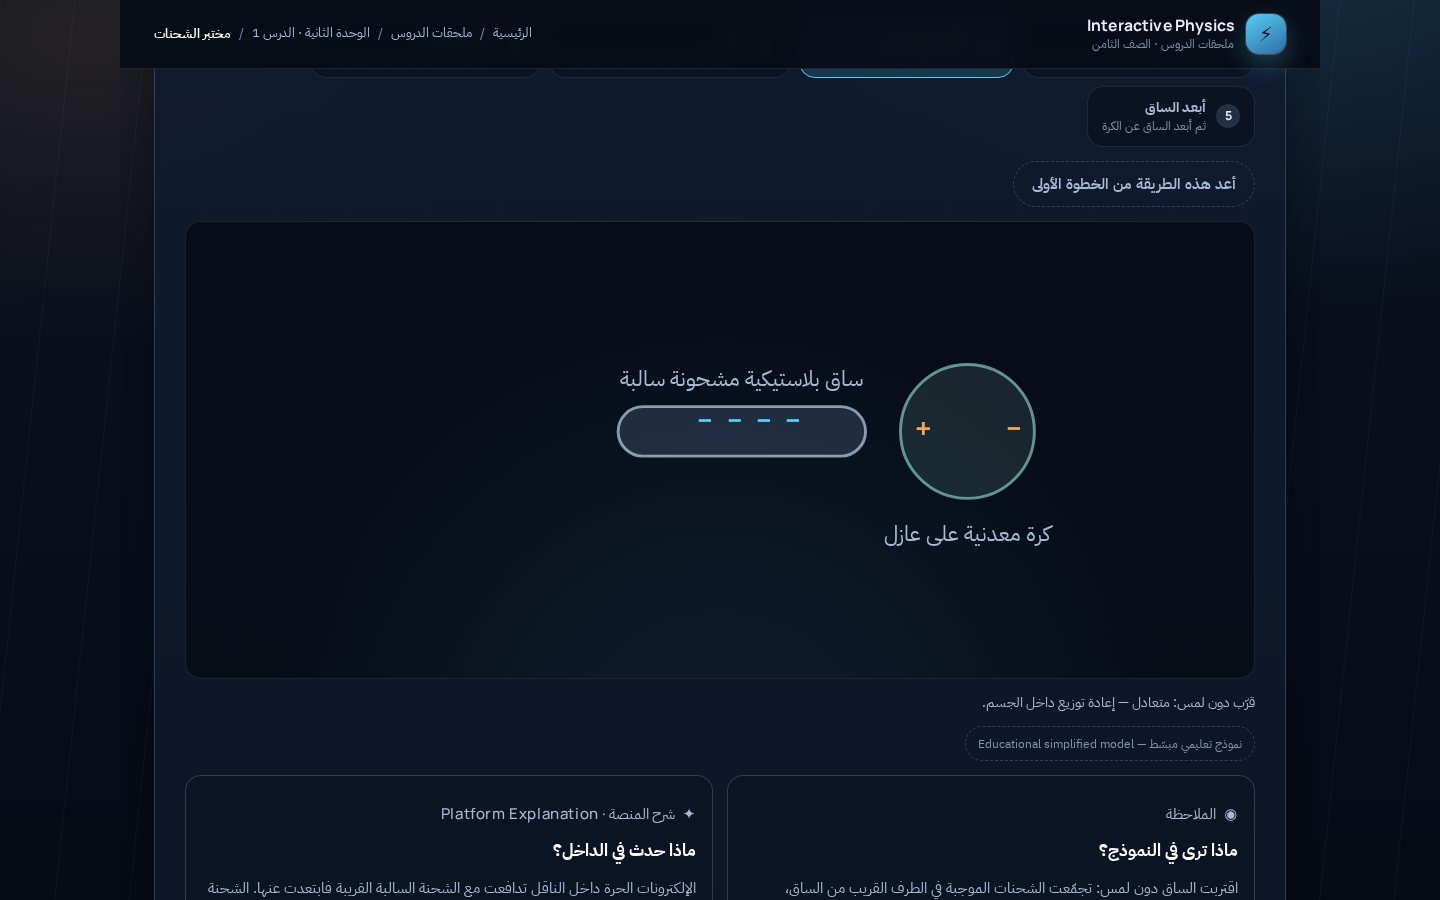 Interactive Physics
ملحقات الدروس · الصف الثامن
الرئيسية / ملحقات الدروس / الوحدة الثانية · الدرس 1 / مختبر الشحنات
5
أبعد الساق
ثم أبعد الساق عن الكرة
أعد هذه الطريقة من الخطوة الأولى
ساق بلاستيكية مشحونة سالبة
− − − −
+ −
كرة معدنية على عازل
قرّب دون لمس: متعادل — إعادة توزيع داخل الجسم.
نموذج تعليمي مبسّط — Educational simplified model
◉ الملاحظة
ماذا ترى في النموذج؟
اقتربت الساق دون لمس: تجمّعت الشحنات الموجبة في الطرف القريب من الساق،
✦ شرح المنصة · Platform Explanation
ماذا حدث في الداخل؟
الإلكترونات الحرة داخل الناقل تدافعت مع الشحنة السالبة القريبة فابتعدت عنها. الشحنة